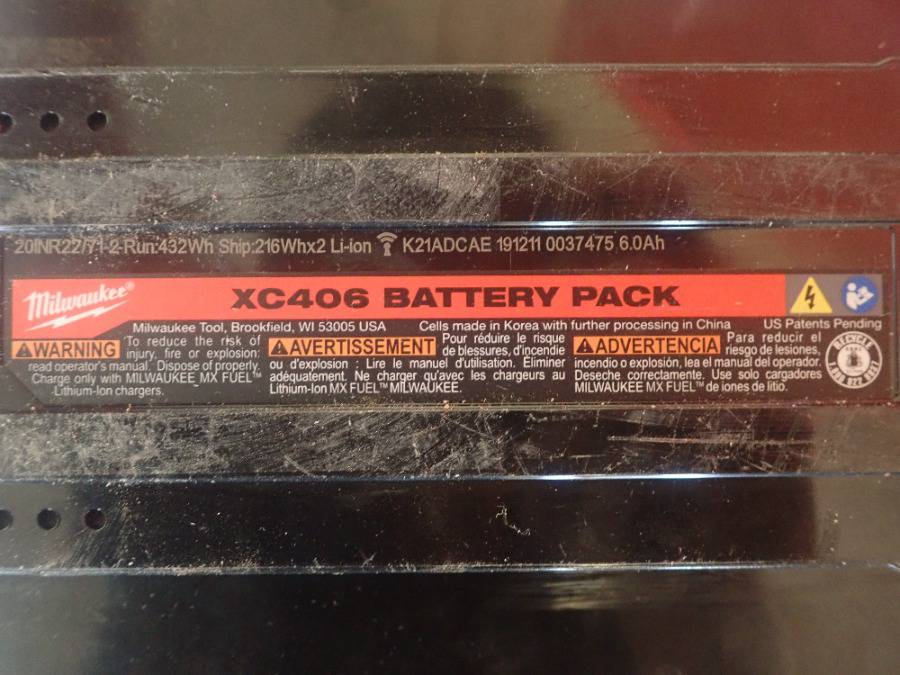 20INR22/71-2-Run:432Wh Ship:216Whx2 Li-ion K21ADCAE 191211 0037475 6.0Ah
Milwaukee® XC406 BATTERY PACK
Milwaukee Tool, Brookfield, WI 53005 USA Cells made in Korea with further processing in China US Patents Pending
WARNING To reduce the risk of
injury, fire or explosion:
read operator's manual. Dispose of properly.
Charge only with MILWAUKEE MX FUEL™
Lithium-Ion chargers.
AVERTISSEMENT Pour réduire le risque
de blessures, d'incendie
ou d'explosion : Lire le manuel d'utilisation. Éliminer
adéquatement. Ne charger qu'avec les chargeurs au
Lithium-Ion MX FUEL™ MILWAUKEE.
ADVERTENCIA Para reducir el
riesgo de lesiones,
incendio o explosión, lea el manual del operador.
Deseche correctamente. Use solo cargadores
MILWAUKEE MX FUEL™ de iones de litio.
RECYCLE
1.800.822.8837